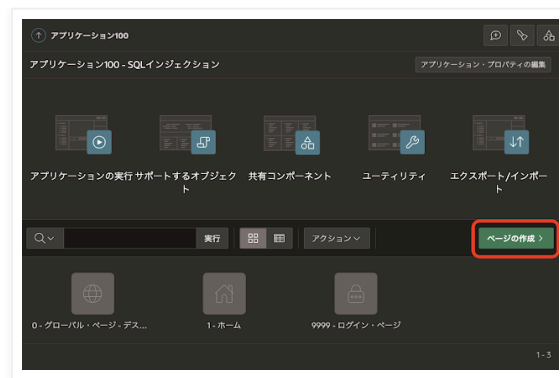 アプリケーション100
アプリケーション100 - SQLインジェクション
アプリケーション・プロパティの編集
アプリケーションの実行
サポートするオブジェクト
共有コンポーネント
ユーティリティ
エクスポート/インポート
実行
アクション
ページの作成
0 - グローバル・ページ - デス...
1 - ホーム
9999 - ログイン・ページ
1 - 3